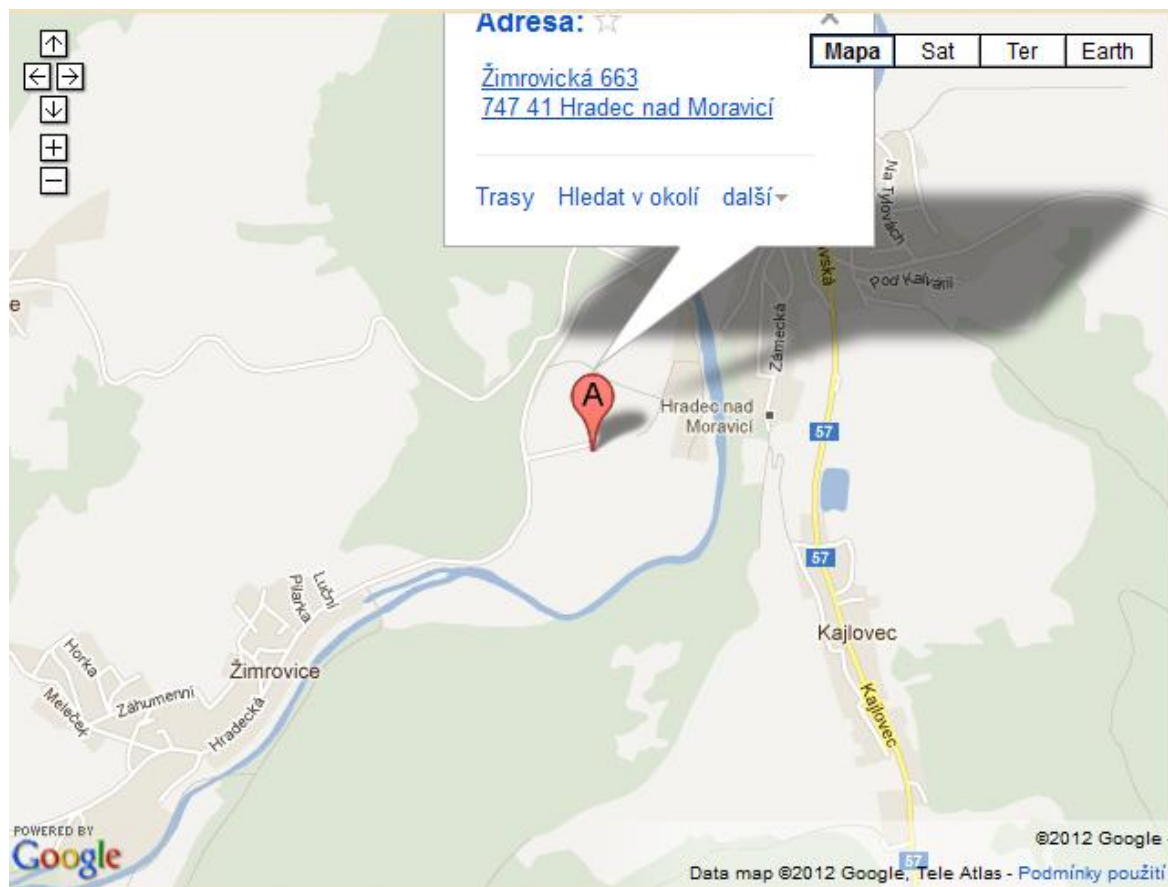 Adresa:
Žimrovická 663
747 41 Hradec nad Moravicí
Trasy Hledat v okolí další
Mapa Sat Ter Earth
Na Tylovách
Pod Kalvárií
Zámecká
A
Hradec nad
Moravicí
57
57
Luční
Pilarka
Kajlovec
Horka
Žimrovice
Meleček
Záhumenní
Hradecká
Kajlovec
POWERED BY
Google
©2012 Google -
57
Data map ©2012 Google, Tele Atlas - Podmínky použití